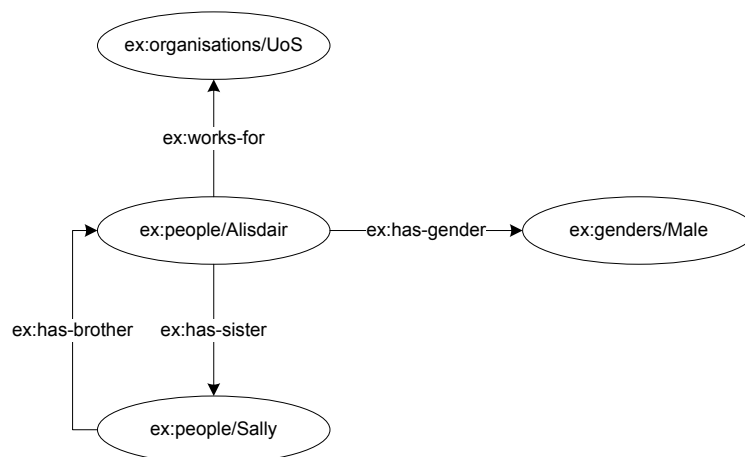 ex:organisations/UoS
ex:works-for
ex:people/Alisdair
ex:has-gender
ex:genders/Male
ex:has-brother
ex:has-sister
ex:people/Sally